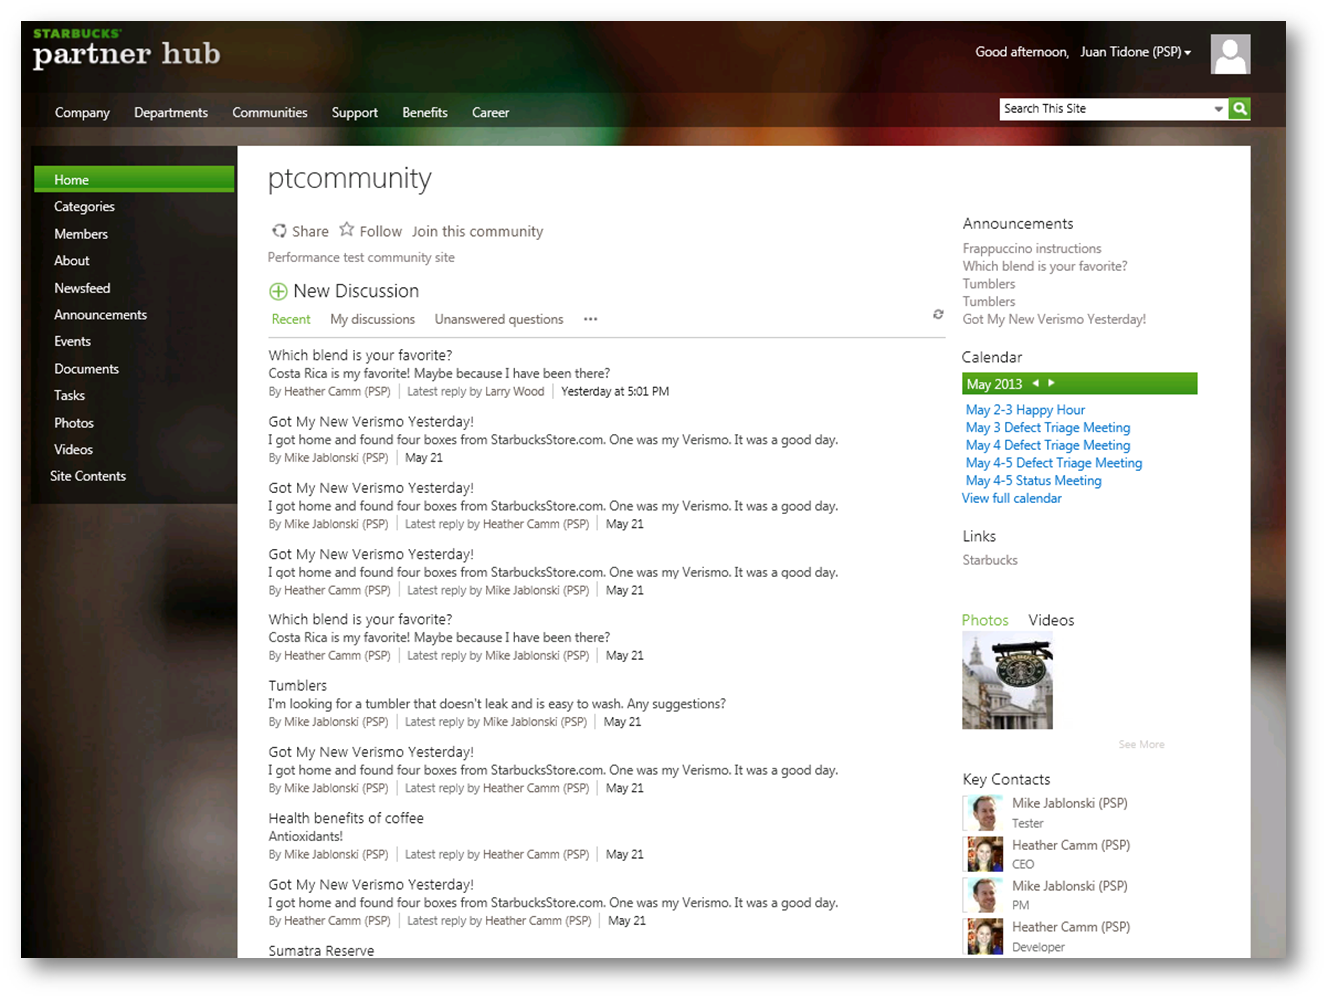 STARBUCKS
partner hub
Good afternoon, Juan Tidone (PSP)
Company Departments Communities Support Benefits Career
Search This Site
Home
Categories
Members
About
Newsfeed
Announcements
Events
Documents
Tasks
Photos
Videos
Site Contents
ptcommunity
Share Follow Join this community
Performance test community site
New Discussion
Recent My discussions Unanswered questions ...
Which blend is your favorite?
Costa Rica is my favorite! Maybe because I have been there?
By Heather Camm (PSP) | Latest reply by Larry Wood | Yesterday at 5:01 PM
Got My New Verismo Yesterday!
I got home and found four boxes from StarbucksStore.com. One was my Verismo. It was a good day.
By Mike Jablonski (PSP) | May 21
Got My New Verismo Yesterday!
I got home and found four boxes from StarbucksStore.com. One was my Verismo. It was a good day.
By Mike Jablonski (PSP) | Latest reply by Heather Camm (PSP) | May 21
Got My New Verismo Yesterday!
I got home and found four boxes from StarbucksStore.com. One was my Verismo. It was a good day.
By Heather Camm (PSP) | Latest reply by Mike Jablonski (PSP) | May 21
Which blend is your favorite?
Costa Rica is my favorite! Maybe because I have been there?
By Heather Camm (PSP) | Latest reply by Mike Jablonski (PSP) | May 21
Tumblers
I'm looking for a tumbler that doesn't leak and is easy to wash. Any suggestions?
By Mike Jablonski (PSP) | Latest reply by Mike Jablonski (PSP) | May 21
Got My New Verismo Yesterday!
I got home and found four boxes from StarbucksStore.com. One was my Verismo. It was a good day.
By Mike Jablonski (PSP) | Latest reply by Heather Camm (PSP) | May 21
Health benefits of coffee
Antioxidants!
By Mike Jablonski (PSP) | Latest reply by Heather Camm (PSP) | May 21
Got My New Verismo Yesterday!
I got home and found four boxes from StarbucksStore.com. One was my Verismo. It was a good day.
By Heather Camm (PSP) | Latest reply by Heather Camm (PSP) | May 21
Sumatra Reserve
Announcements
Frappuccino instructions
Which blend is your favorite?
Tumblers
Tumblers
Got My New Verismo Yesterday!
Calendar
May 2013
May 2-3 Happy Hour
May 3 Defect Triage Meeting
May 4 Defect Triage Meeting
May 4-5 Defect Triage Meeting
May 4-5 Status Meeting
View full calendar
Links
Starbucks
Photos Videos
STARBUCKS
COFFEE
See More
Key Contacts
Mike Jablonski (PSP)
Tester
Heather Camm (PSP)
CEO
Mike Jablonski (PSP)
PM
Heather Camm (PSP)
Developer